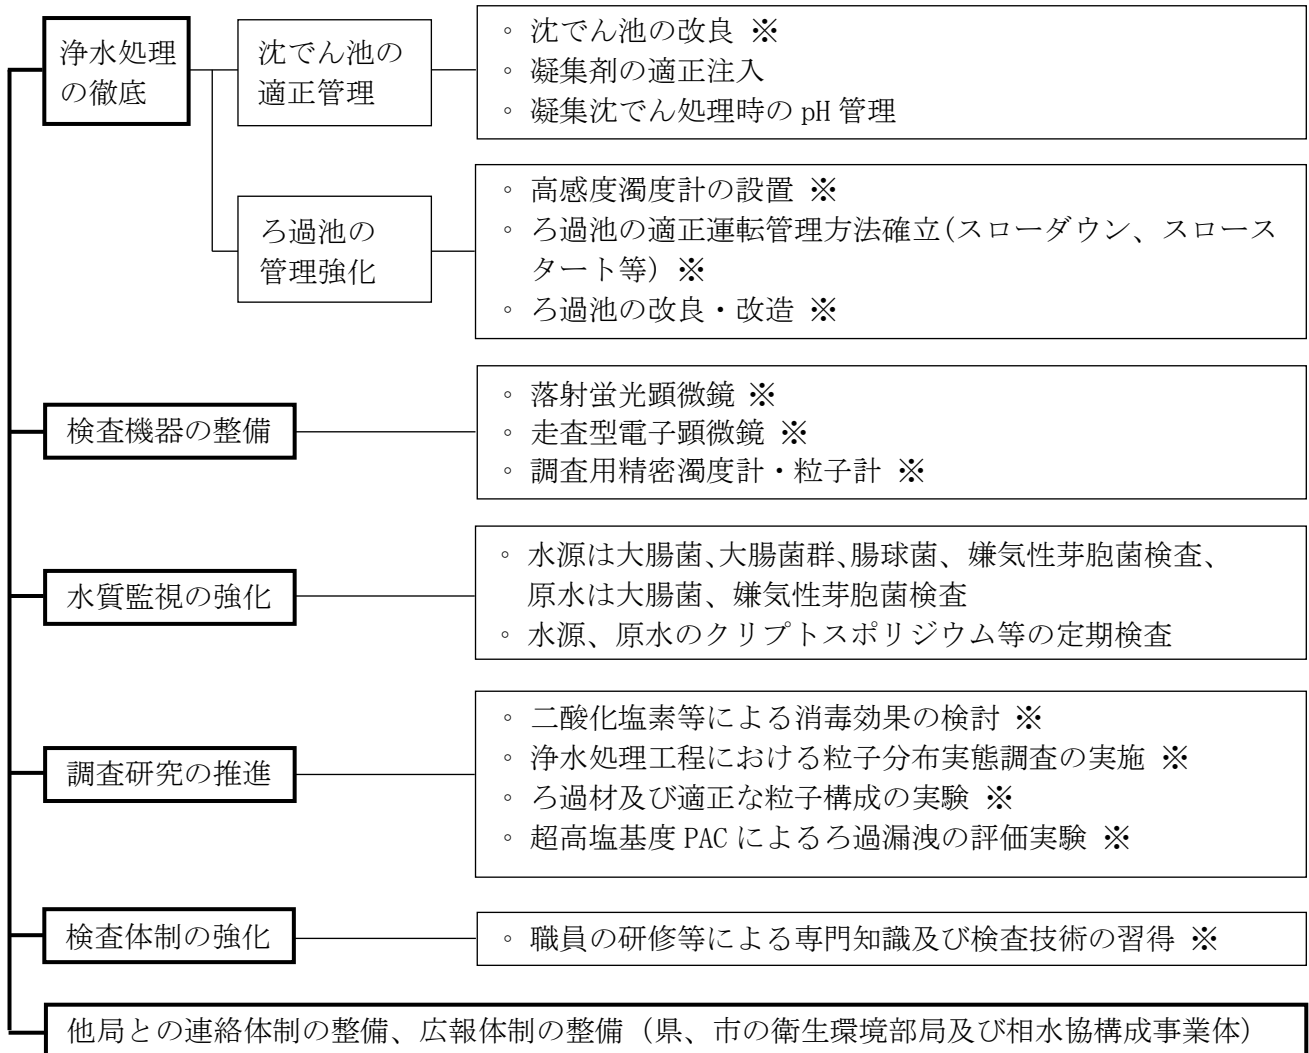 浄水処理
の徹底
沈でん池の
適正管理
◦ 沈でん池の改良 ※
◦ 凝集剤の適正注入
◦ 凝集沈でん処理時の pH 管理
ろ過池の
管理強化
◦ 高感度濁度計の設置 ※
◦ ろ過池の適正運転管理方法確立(スローダウン、スロース
タート等) ※
◦ ろ過池の改良・改造 ※
検査機器の整備
◦ 落射蛍光顕微鏡 ※
◦ 走査型電子顕微鏡 ※
◦ 調査用精密濁度計・粒子計 ※
水質監視の強化
◦ 水源は大腸菌、大腸菌群、腸球菌、嫌気性芽胞菌検査、
原水は大腸菌、嫌気性芽胞菌検査
◦ 水源、原水のクリプトスポリジウム等の定期検査
調査研究の推進
◦ 二酸化塩素等による消毒効果の検討 ※
◦ 浄水処理工程における粒子分布実態調査の実施 ※
◦ ろ過材及び適正な粒子構成の実験 ※
◦ 超高塩基度 PAC によるろ過漏洩の評価実験 ※
検査体制の強化
◦ 職員の研修等による専門知識及び検査技術の習得 ※
他局との連絡体制の整備、広報体制の整備 (県、市の衛生環境部局及び相水協構成事業体)